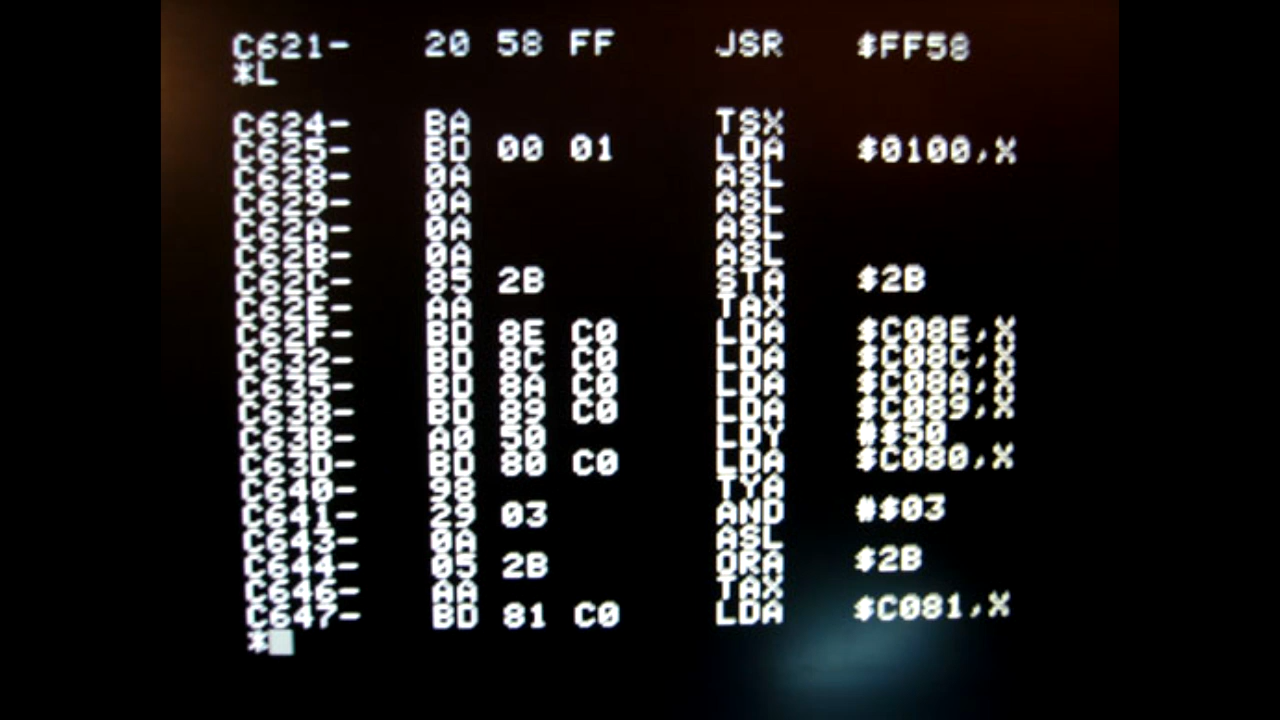 C621-   20 58 FF   JSR   $FF58
*L
C624-   BA   TSX
C625-   BD 00 01   LDA   $0100,X
C628-   0A   ASL
C629-   0A   ASL
C62A-   0A   ASL
C62B-   0A   ASL
C62C-   85 2B   STA   $2B
C62E-   AA   TAX
C62F-   BD 8E C0   LDA   $C08E,X
C632-   BD 8C C0   LDA   $C08C,X
C635-   BD 8A C0   LDA   $C08A,X
C638-   BD 89 C0   LDA   $C089,X
C63B-   A0 50   LDY   #$50
C63D-   BD 80 C0   LDA   $C080,X
C640-   98   TYA
C641-   29 03   AND   #$03
C643-   0A   ASL
C644-   05 2B   ORA   $2B
C646-   AA   TAX
C647-   BD 81 C0   LDA   $C081,X
*